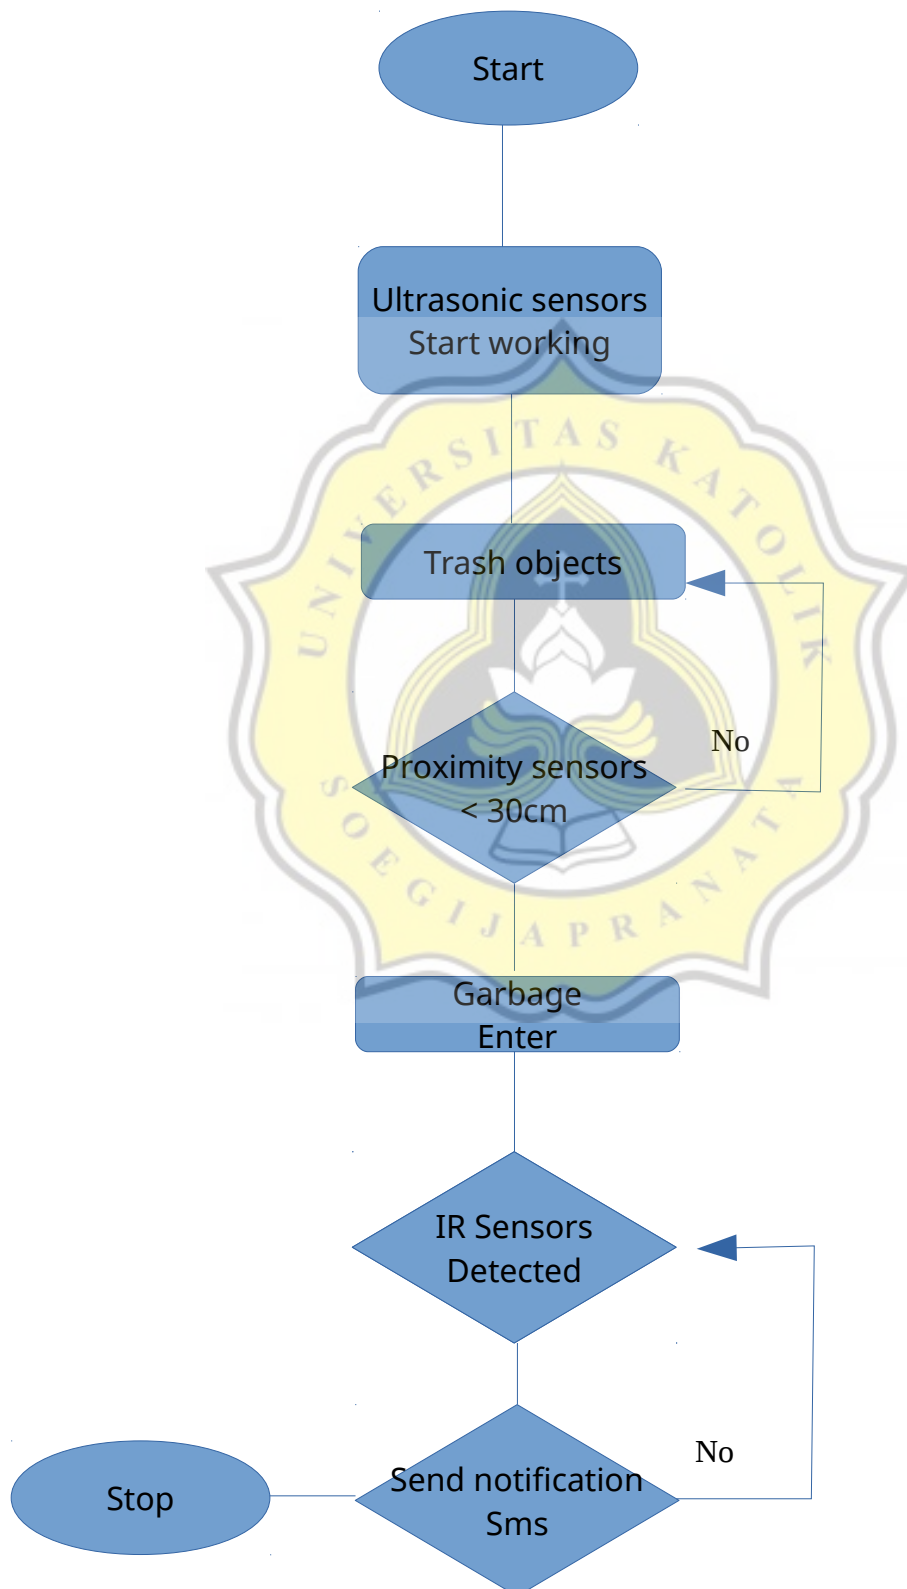 Start
Ultrasonic sensors
Start working
UNIVERSITAS KATOLIK
Trash objects
No
Proximity sensors
< 30cm
SOEGIJAPRANATA
Garbage
Enter
IR Sensors
Detected
No
Send notification
Sms
Stop